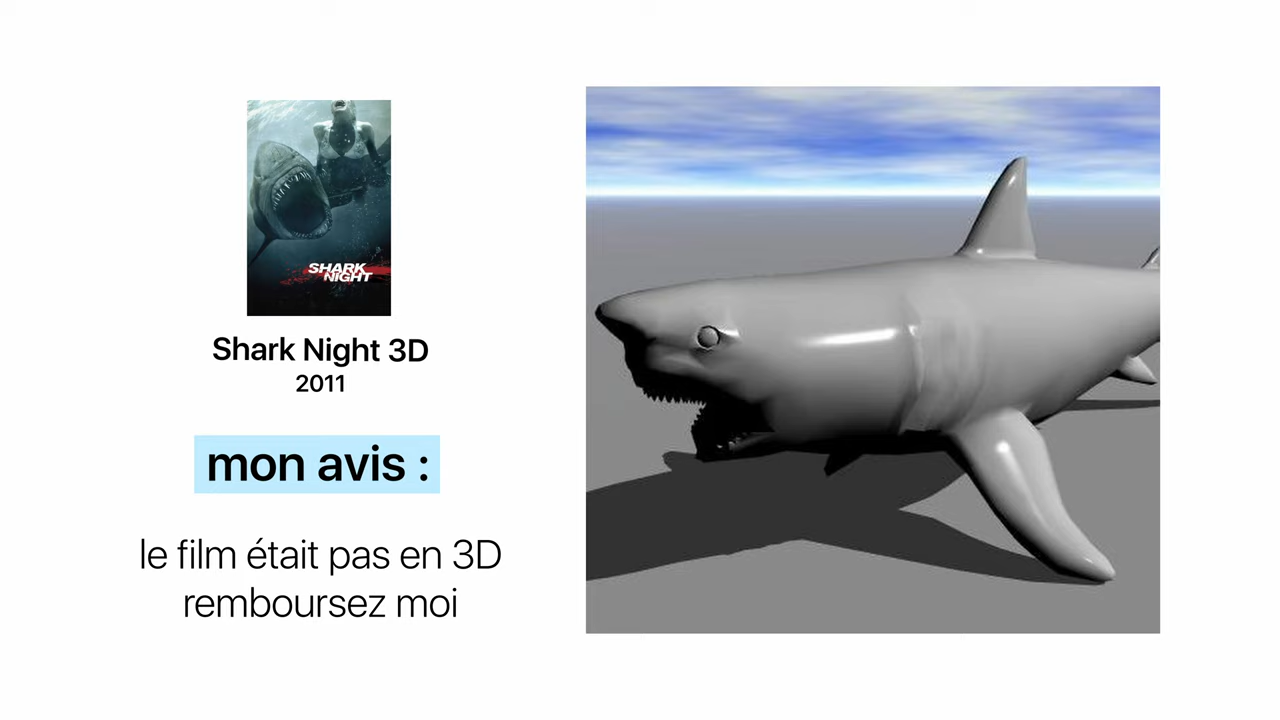 SHARK
NIGHT
Shark Night 3D
2011
mon avis :
le film était pas en 3D
remboursez moi